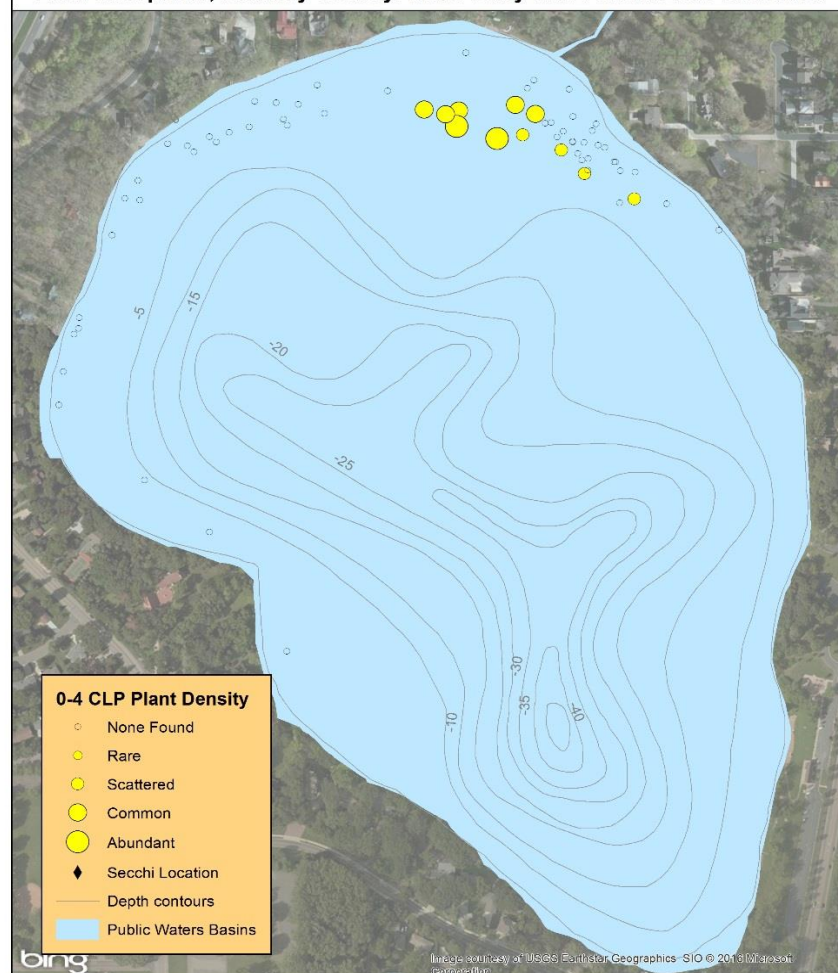 -5
-15
-20
-25
-30
-35
-40
-10
0-4 CLP Plant Density
None Found
Rare
Scattered
Common
Abundant
Secchi Location
Depth contours
Public Waters Basins
bing
Image courtesy of USGS Earthstar Geographics SIO © 2016 Microsoft
Corporation